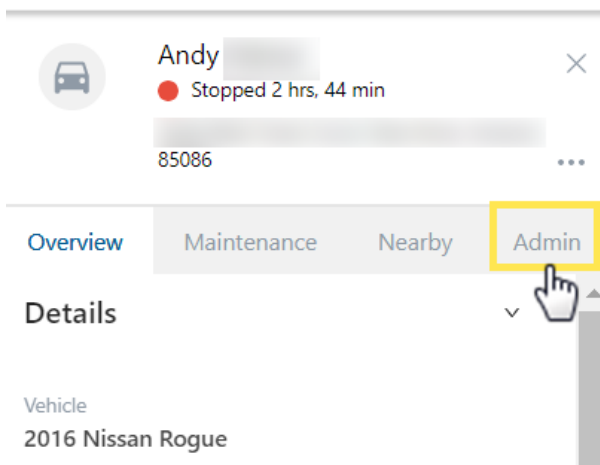 Andy
Stopped 2 hrs, 44 min
85086
Overview Maintenance Nearby Admin
Details
Vehicle
2016 Nissan Rogue